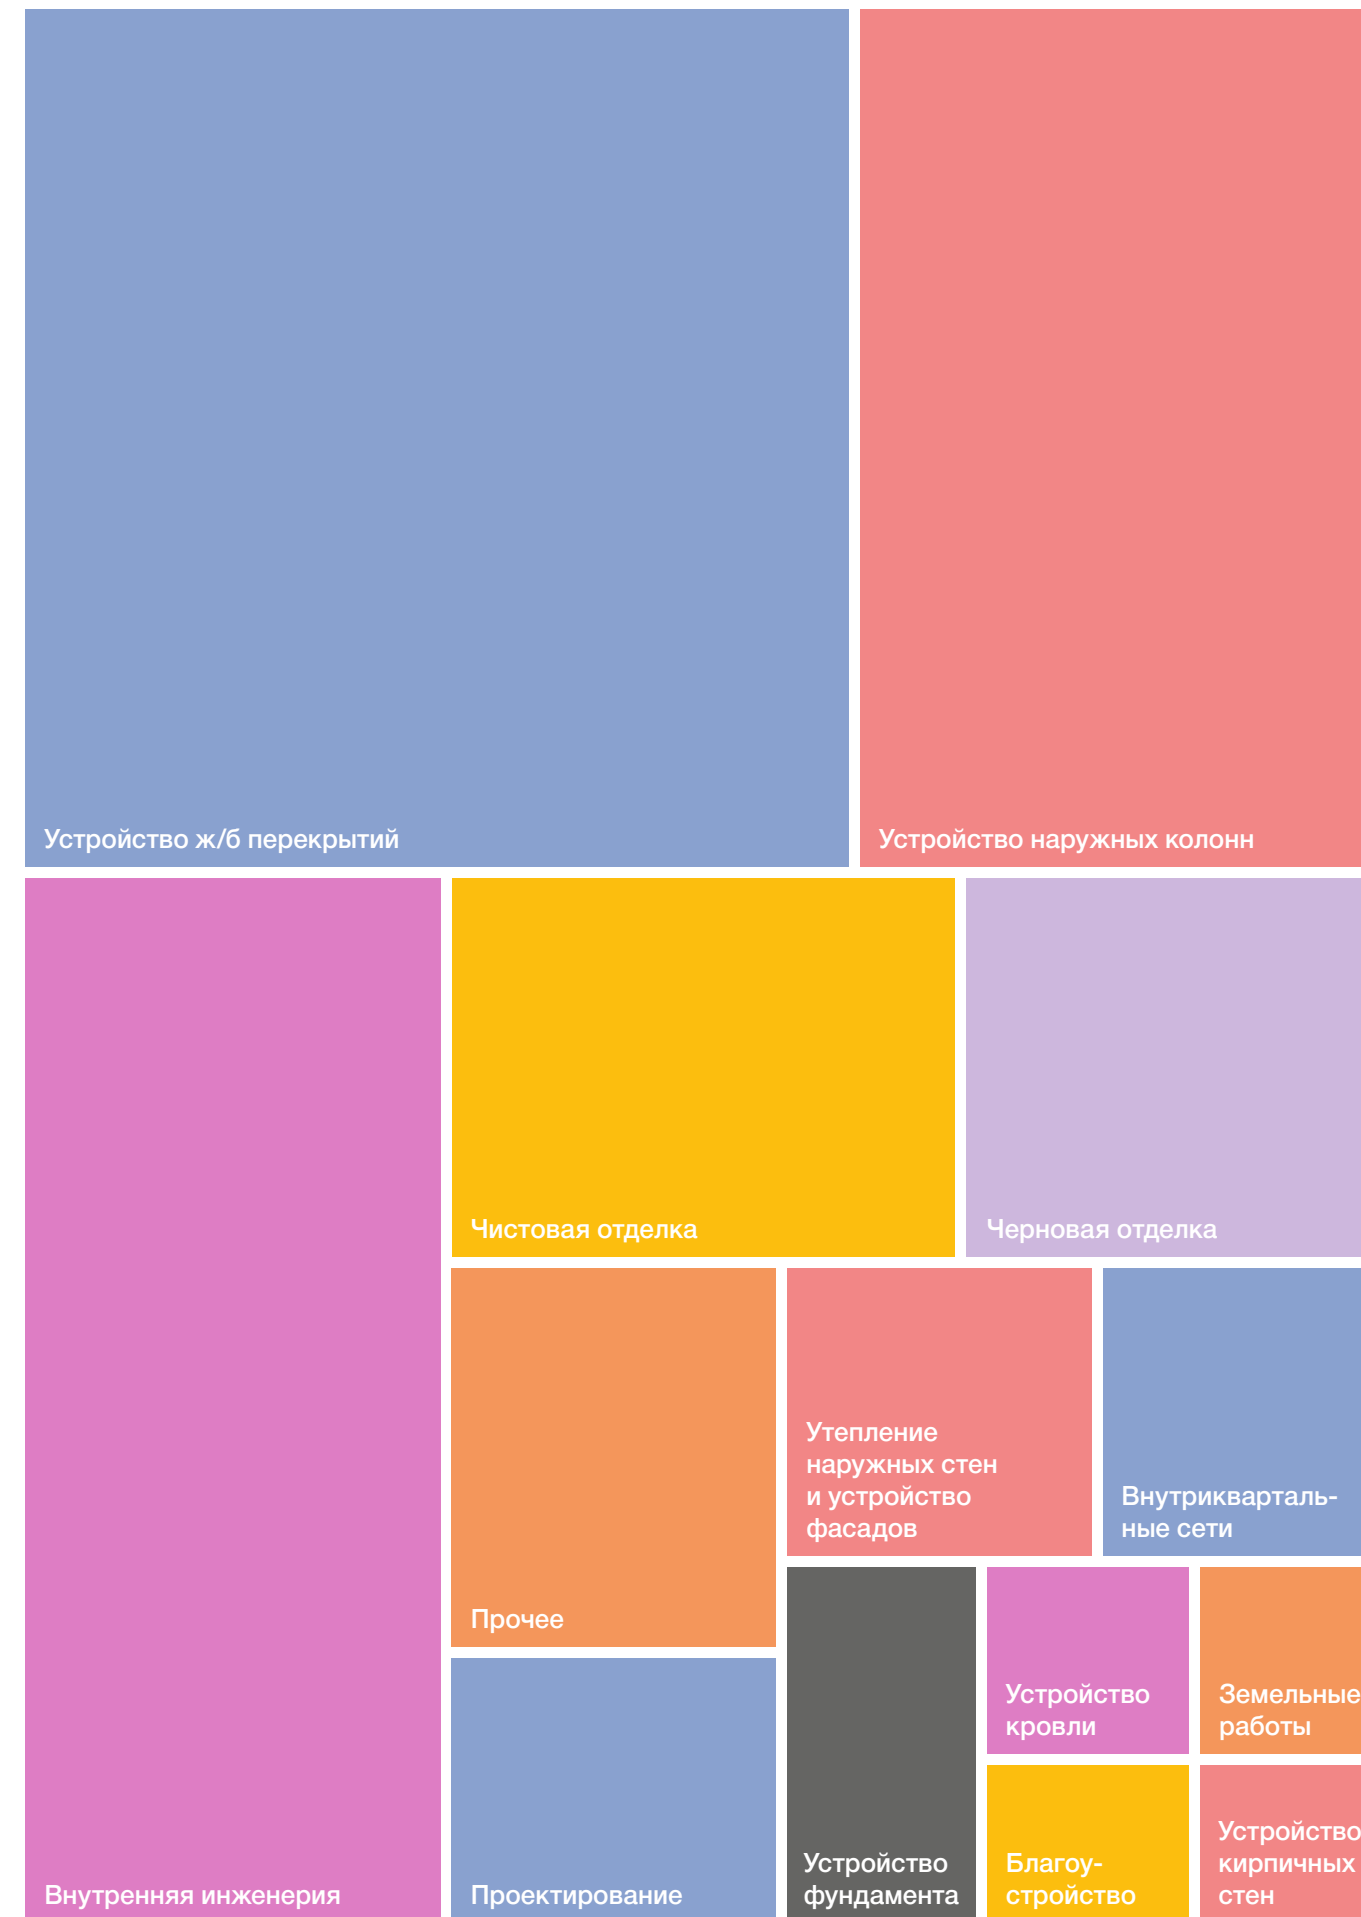 Устройство ж/б перекрытий
Устройство наружных колонн
Внутренняя инженерия
Чистовая отделка
Черновая отделка
Прочее
Утепление
наружных стен
и устройство
фасадов
Внутрикварталь-
ные сети
Проектирование
Устройство
фундамента
Устройство
кровли
Земельные
работы
Благоу-
стройство
Устройство
кирпичных
стен